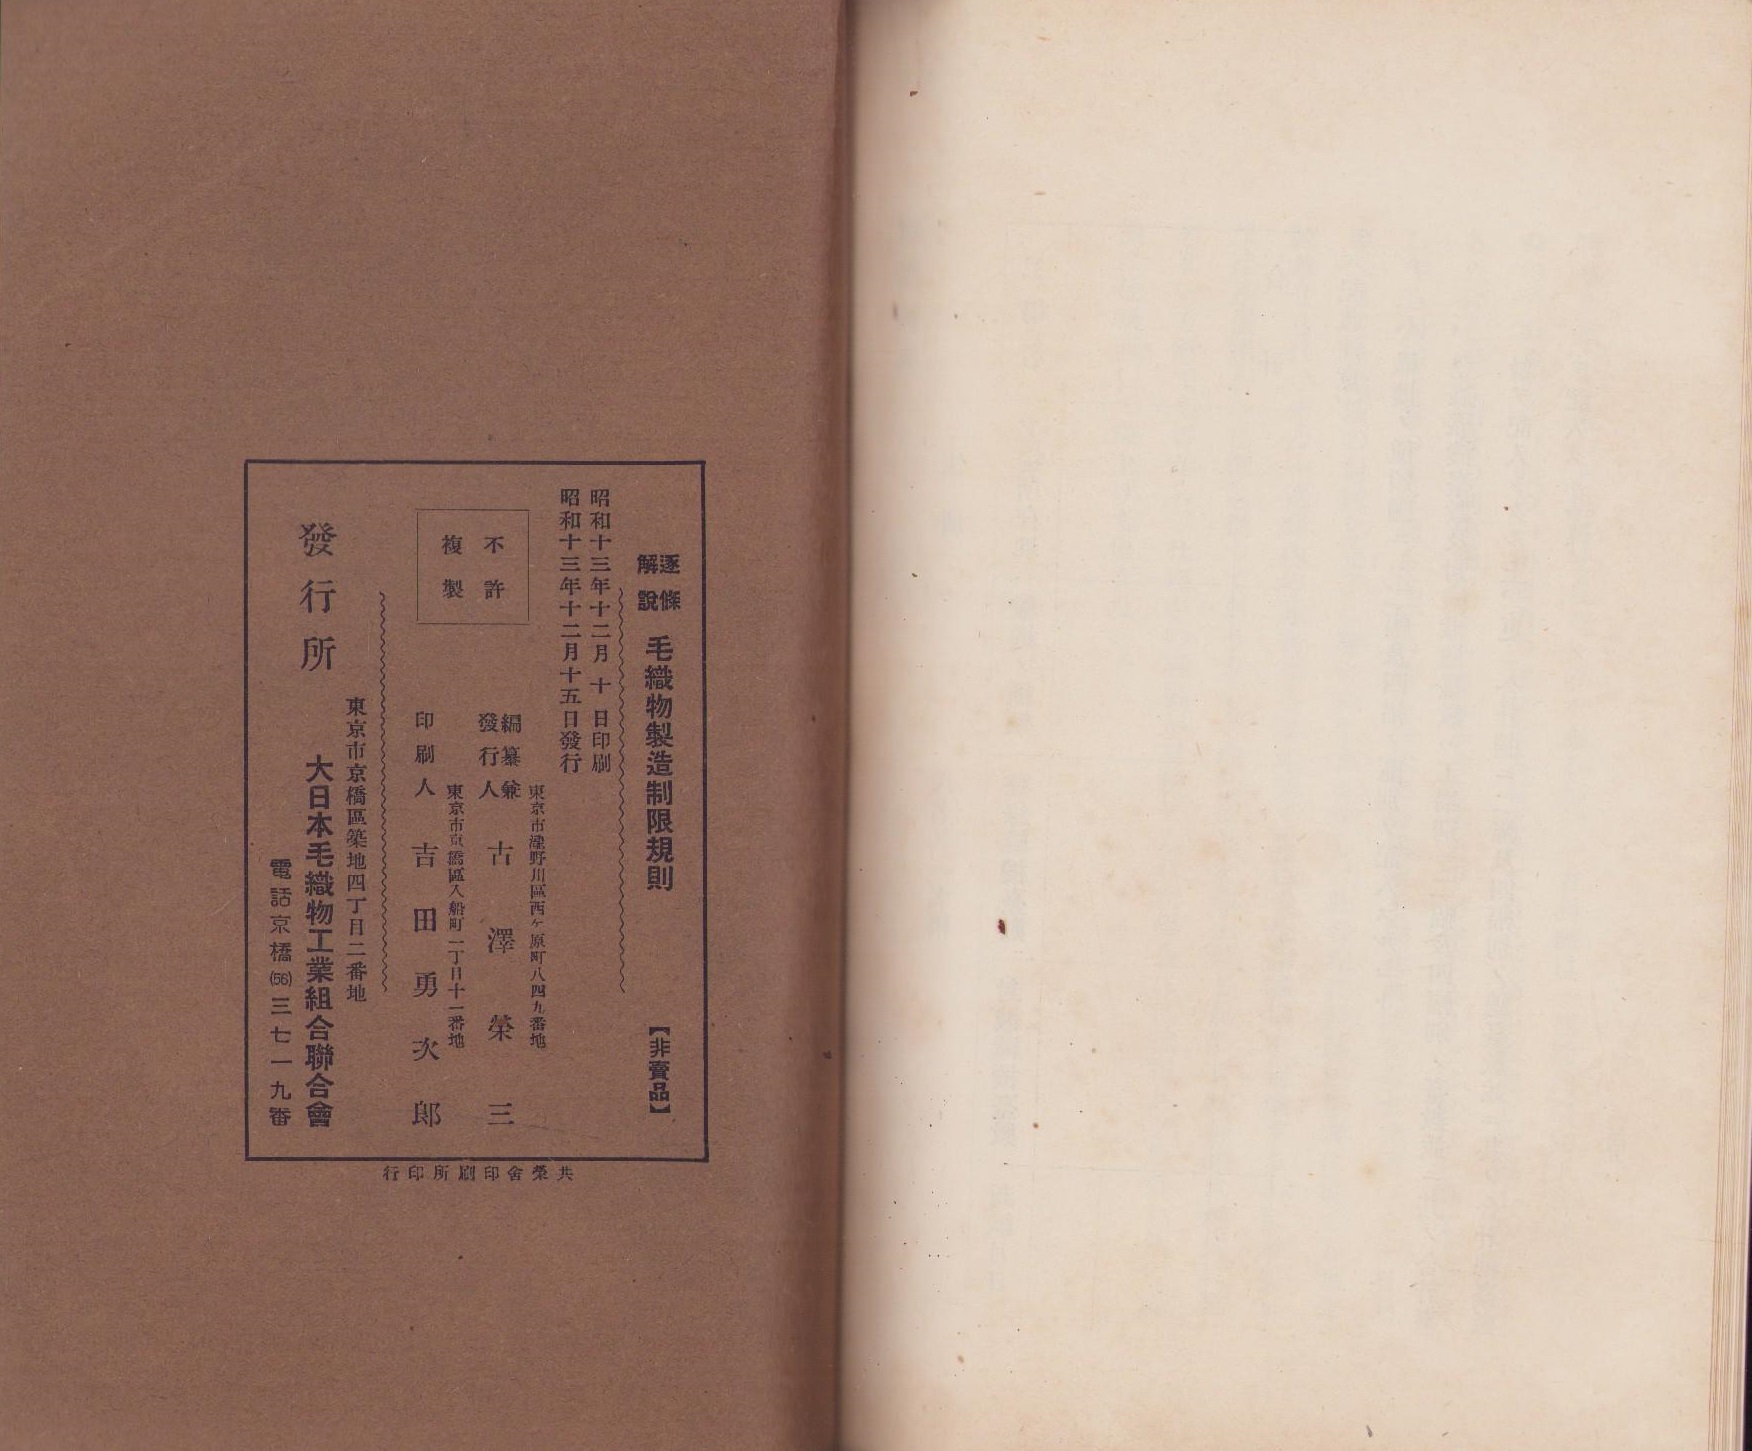 逐條
解說
毛織物製造制限規則
【非賣品】
昭和十三年十二月十日印刷
昭和十三年十二月十五日發行
不許
複製
東京市瀧野川區西ヶ原町八四九番地
編纂兼
發行人
古澤榮三
東京市京橋區入船町二丁目十一番地
印刷人 吉田勇次郎
東京市京橋區築地四丁目二番地
發行所 大日本毛織物工業組合聯合會
電話京橋(56)三七一九番
共榮舍印刷所印行